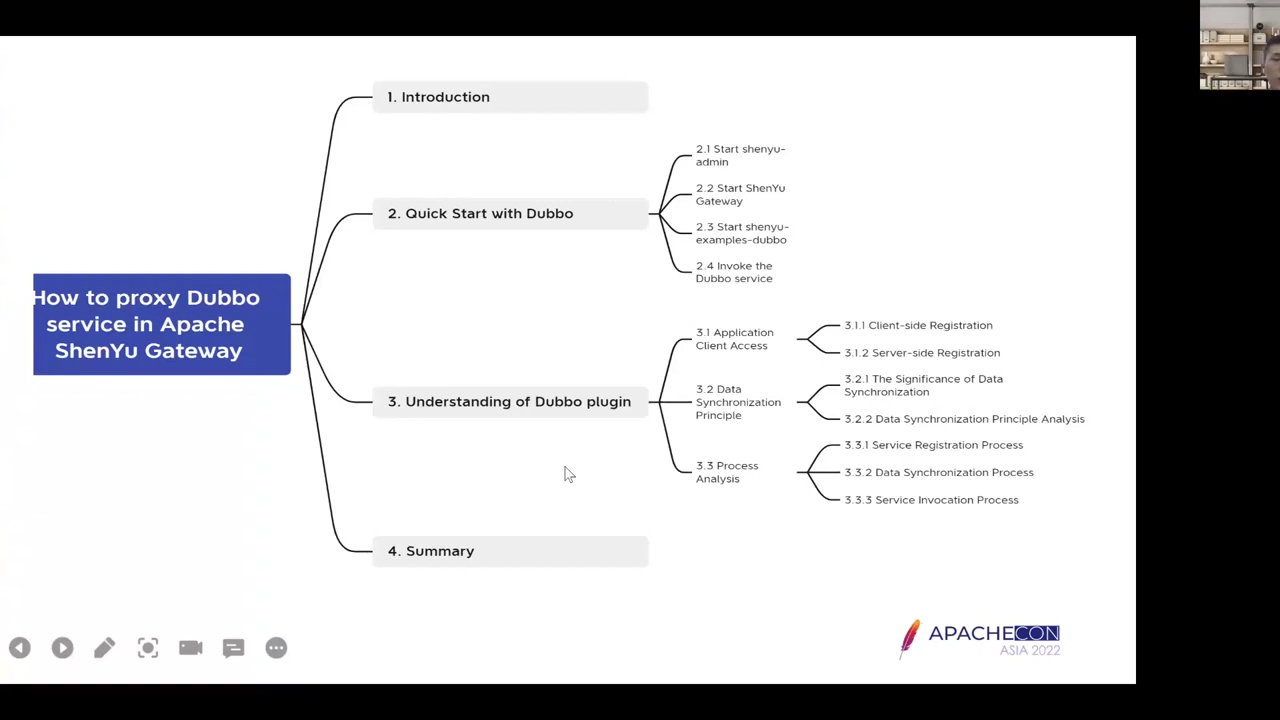 How to proxy Dubbo
service in Apache
ShenYu Gateway
1. Introduction
2. Quick Start with Dubbo
2.1 Start shenyu-
admin
2.2 Start ShenYu
Gateway
2.3 Start shenyu-
examples-dubbo
2.4 Invoke the
Dubbo service
3. Understanding of Dubbo plugin
3.1 Application
Client Access
3.1.1 Client-side Registration
3.1.2 Server-side Registration
3.2 Data
Synchronization
Principle
3.2.1 The Significance of Data
Synchronization
3.2.2 Data Synchronization Principle Analysis
3.3 Process
Analysis
3.3.1 Service Registration Process
3.3.2 Data Synchronization Process
3.3.3 Service Invocation Process
4. Summary
APACHECON
ASIA 2022